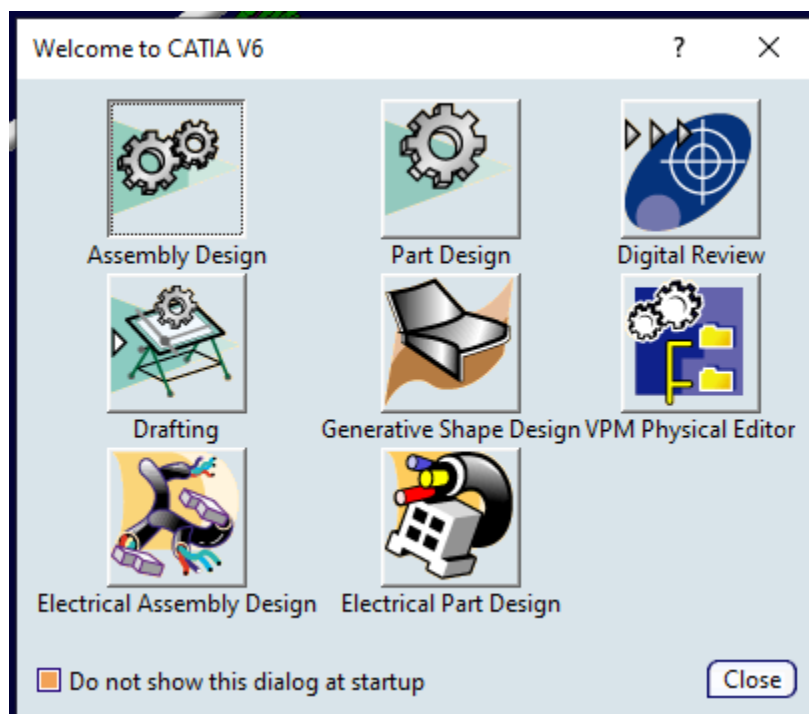 Welcome to CATIA V6
?
Assembly Design
Part Design
Digital Review
Drafting
Generative Shape Design
VPM Physical Editor
Electrical Assembly Design
Electrical Part Design
Do not show this dialog at startup
Close